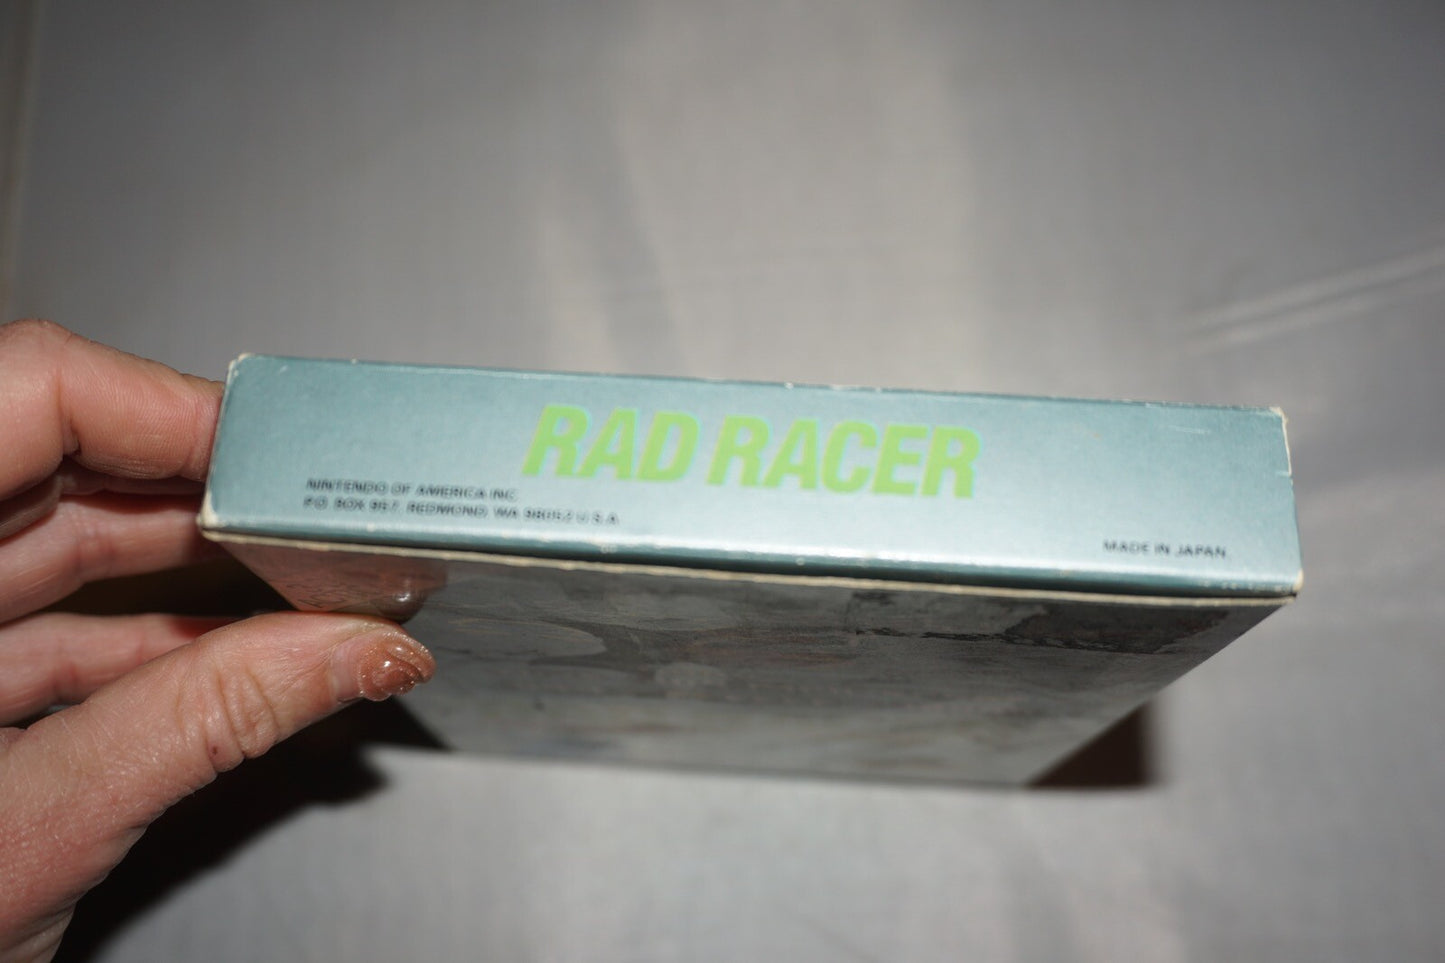 RAD RACER
NINTENDO OF AMERICA INC.
P.O. BOX 957, REDMOND, WA 98052 U.S.A.
MADE IN JAPAN